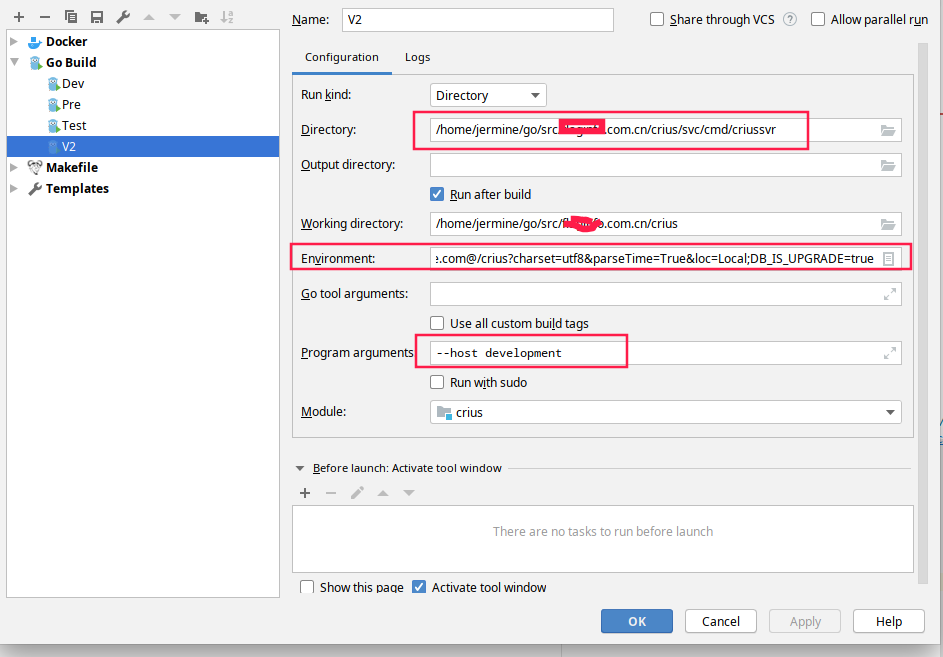 Name: V2
Share through VCS ? Allow parallel run
Docker
Go Build
Dev
Pre
Test
V2
Makefile
Templates
Configuration Logs
Run kind: Directory
Directory: /home/jermine/go/src/ .com.cn/crius/svc/cmd/criussvr
Output directory:
Run after build
Working directory: /home/jermine/go/src/ .com.cn/crius
Environment: e.com@/crius?charset=utf8&parseTime=True&loc=Local;DB_IS_UPGRADE=true
Go tool arguments:
Use all custom build tags
Program arguments --host development
Run with sudo
Module: crius
Before launch: Activate tool window
There are no tasks to run before launch
Show this page Activate tool window
OK Cancel Apply Help